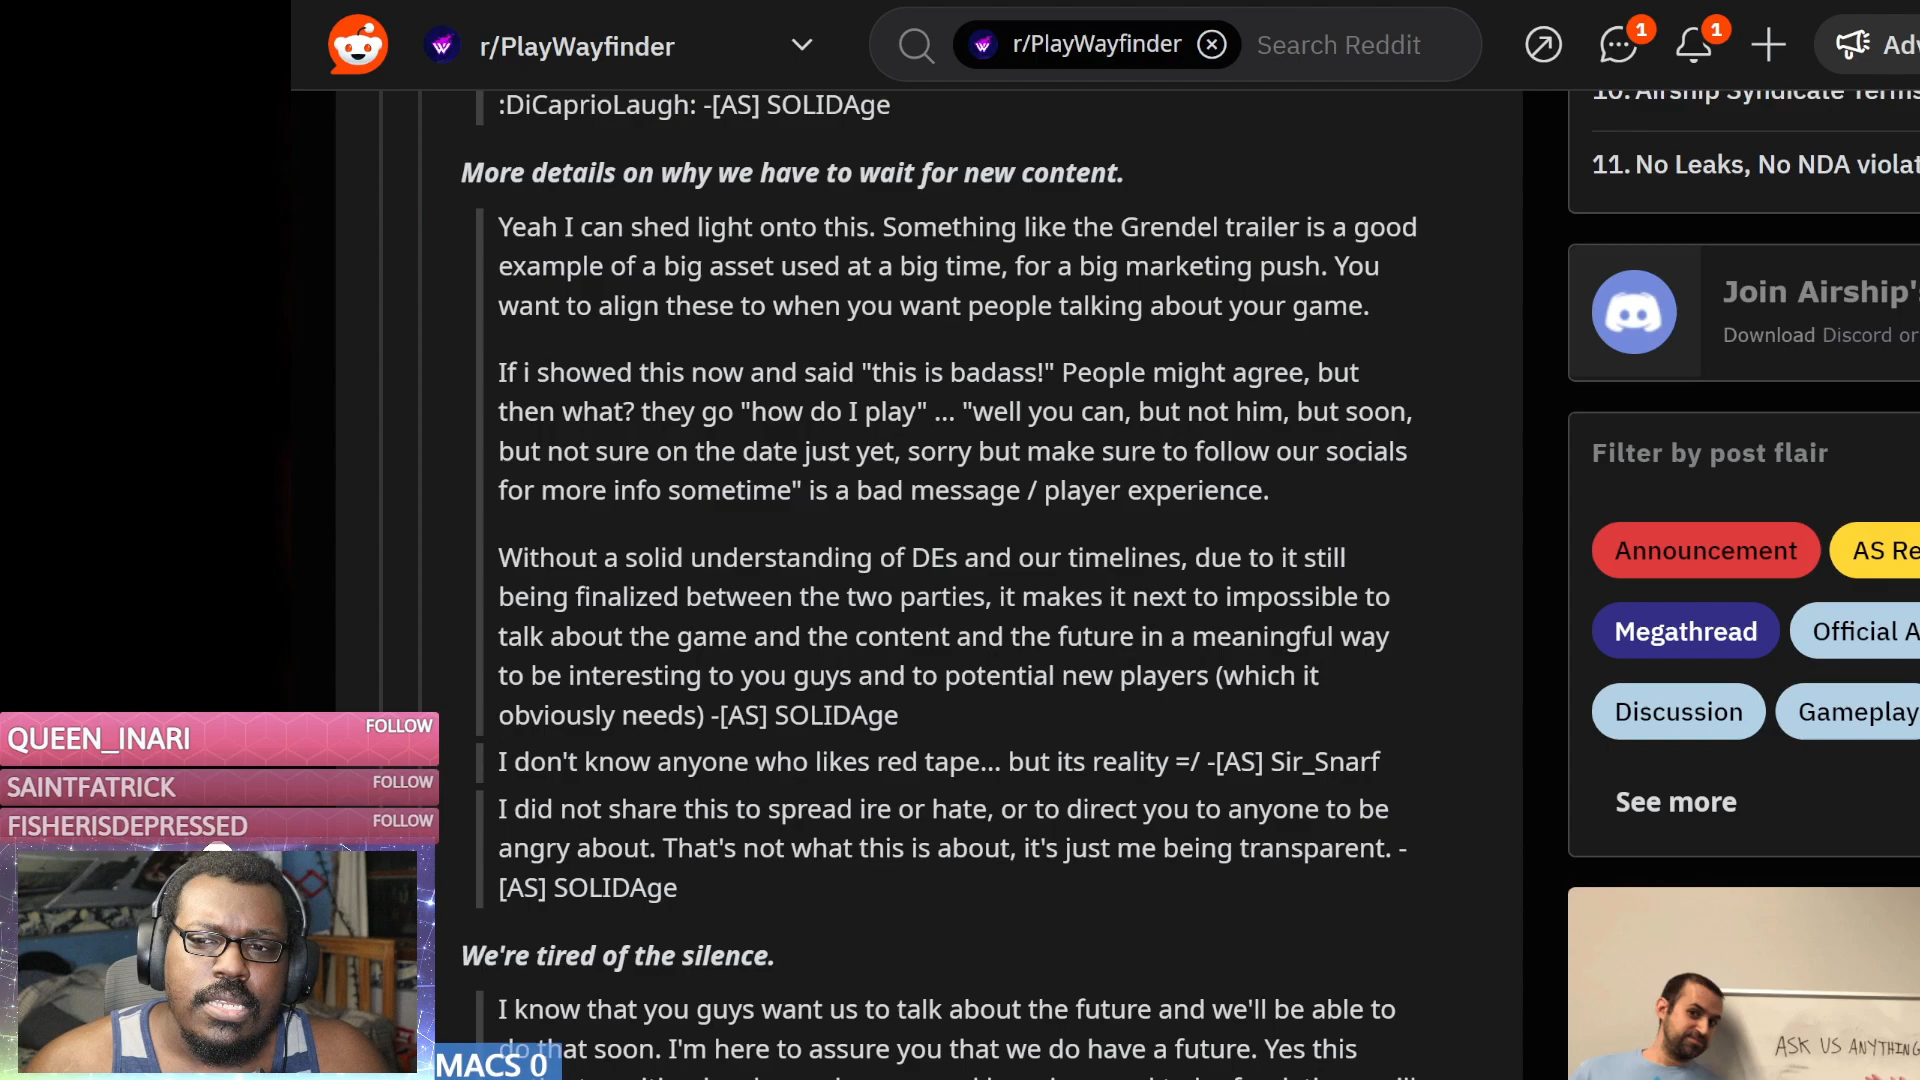 r/PlayWayfinder
r/PlayWayfinder
Search Reddit
1
1
Adv
:DiCaprioLaugh: -[AS] SOLIDAge
More details on why we have to wait for new content.
Yeah I can shed light onto this. Something like the Grendel trailer is a good
example of a big asset used at a big time, for a big marketing push. You
want to align these to when you want people talking about your game.
If i showed this now and said "this is badass!" People might agree, but
then what? they go "how do I play" ... "well you can, but not him, but soon,
but not sure on the date just yet, sorry but make sure to follow our socials
for more info sometime" is a bad message / player experience.
Without a solid understanding of DEs and our timelines, due to it still
being finalized between the two parties, it makes it next to impossible to
talk about the game and the content and the future in a meaningful way
to be interesting to you guys and to potential new players (which it
obviously needs) -[AS] SOLIDAge
I don't know anyone who likes red tape... but its reality =/ -[AS] Sir_Snarf
I did not share this to spread ire or hate, or to direct you to anyone to be
angry about. That's not what this is about, it's just me being transparent. -
[AS] SOLIDAge
We're tired of the silence.
I know that you guys want us to talk about the future and we'll be able to
do that soon. I'm here to assure you that we do have a future. Yes this
10. Airship Syndicate Terms
11. No Leaks, No NDA violat
Join Airship's
Download Discord or
Filter by post flair
Announcement
AS Re
Megathread
Official A
Discussion
Gameplay
See more
ASK US ANYTHING
QUEEN_INARI FOLLOW
SAINTFATRICK FOLLOW
FISHERISDEPRESSED FOLLOW
MACS 0